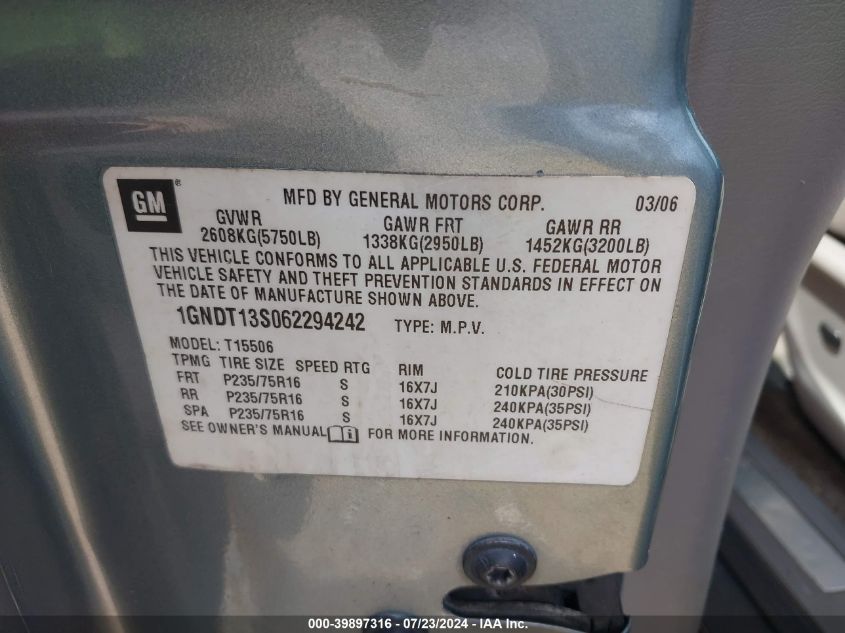 GM ® MFD BY GENERAL MOTORS CORP. 03/06
GVWR GAWR FRT GAWR RR
2608KG(5750LB) 1338KG(2950LB) 1452KG(3200LB)
THIS VEHICLE CONFORMS TO ALL APPLICABLE U.S. FEDERAL MOTOR
VEHICLE SAFETY AND THEFT PREVENTION STANDARDS IN EFFECT ON
THE DATE OF MANUFACTURE SHOWN ABOVE.
1GNDT13S062294242 TYPE: M.P.V.
MODEL: T15506
TPMG TIRE SIZE SPEED RTG RIM COLD TIRE PRESSURE
FRT P235/75R16 S 16X7J 210KPA(30PSI)
RR P235/75R16 S 16X7J 240KPA(35PSI)
SPA P235/75R16 S 16X7J 240KPA(35PSI)
SEE OWNER'S MANUAL i FOR MORE INFORMATION.
000-39897316 - 07/23/2024 - IAA Inc.